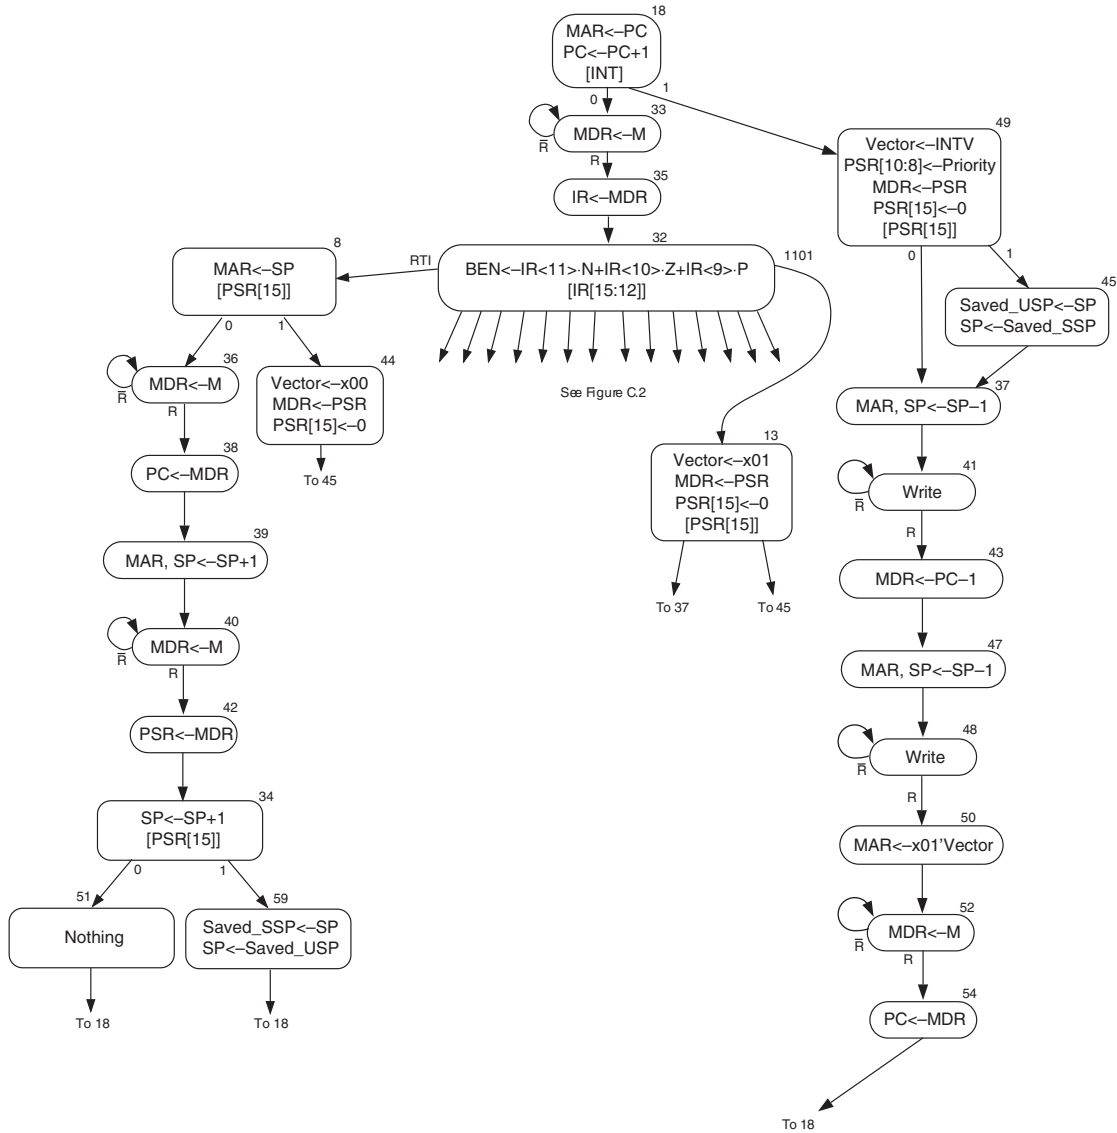 18
MAR<–PC
PC<–PC+1
[INT]
0
1
33
MDR<–M
R̅
R
35
IR<–MDR
49
Vector<–INTV
PSR[10:8]<–Priority
MDR<–PSR
PSR[15]<–0
[PSR[15]]
0
1
32
BEN<–IR<11>·N+IR<10>·Z+IR<9>·P
[IR[15:12]]
RTI
1101
See Figure C.2
8
MAR<–SP
[PSR[15]]
0
1
45
Saved_USP<–SP
SP<–Saved_SSP
36
MDR<–M
R̅
R
44
Vector<–x00
MDR<–PSR
PSR[15]<–0
To 45
37
MAR, SP<–SP–1
13
Vector<–x01
MDR<–PSR
PSR[15]<–0
[PSR[15]]
To 37
To 45
38
PC<–MDR
41
Write
R̅
R
39
MAR, SP<–SP+1
43
MDR<–PC–1
40
MDR<–M
R̅
R
47
MAR, SP<–SP–1
42
PSR<–MDR
48
Write
R̅
R
34
SP<–SP+1
[PSR[15]]
0
1
50
MAR<–x01'Vector
51
Nothing
To 18
59
Saved_SSP<–SP
SP<–Saved_USP
To 18
52
MDR<–M
R̅
R
54
PC<–MDR
To 18